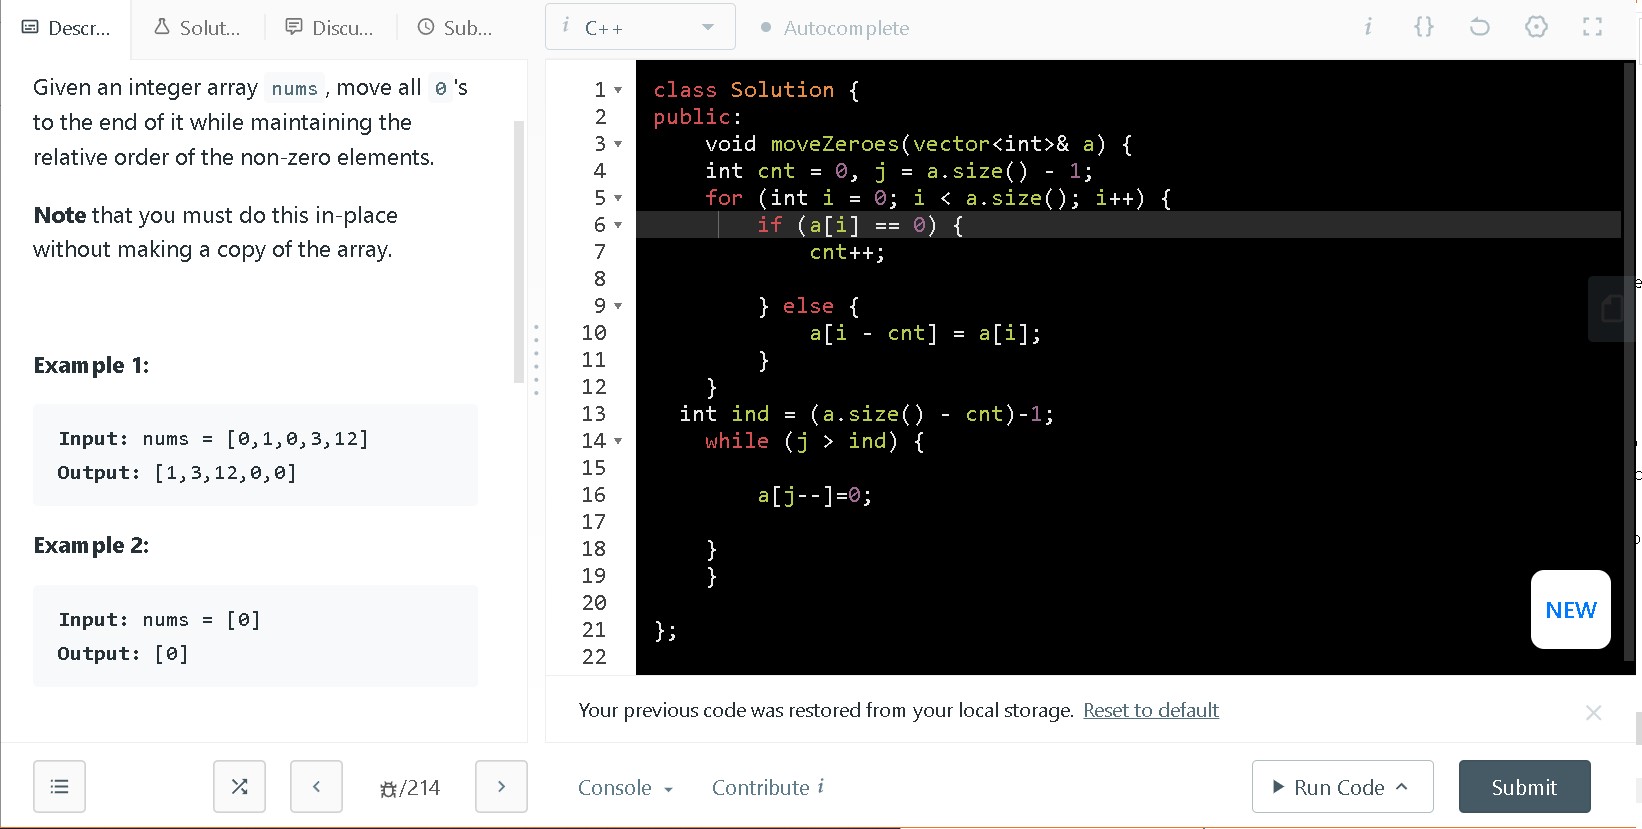 Descr...
Solut...
Discu...
Sub...
i C++
Autocomplete
i {}
Given an integer array nums , move all 0 's
to the end of it while maintaining the
relative order of the non-zero elements.
Note that you must do this in-place
without making a copy of the array.
Example 1:
Input: nums = [0,1,0,3,12]
Output: [1,3,12,0,0]
Example 2:
Input: nums = [0]
Output: [0]
/214
1 class Solution {
2 public:
3 void moveZeroes(vector<int>& a) {
4 int cnt = 0, j = a.size() - 1;
5 for (int i = 0; i < a.size(); i++) {
6 if (a[i] == 0) {
7 cnt++;
8
9 } else {
10 a[i - cnt] = a[i];
11 }
12 }
13 int ind = (a.size() - cnt)-1;
14 while (j > ind) {
15
16 a[j--]=0;
17
18 }
19 }
20
21 };
22
NEW
Your previous code was restored from your local storage. Reset to default
Console
Contribute i
Run Code
Submit